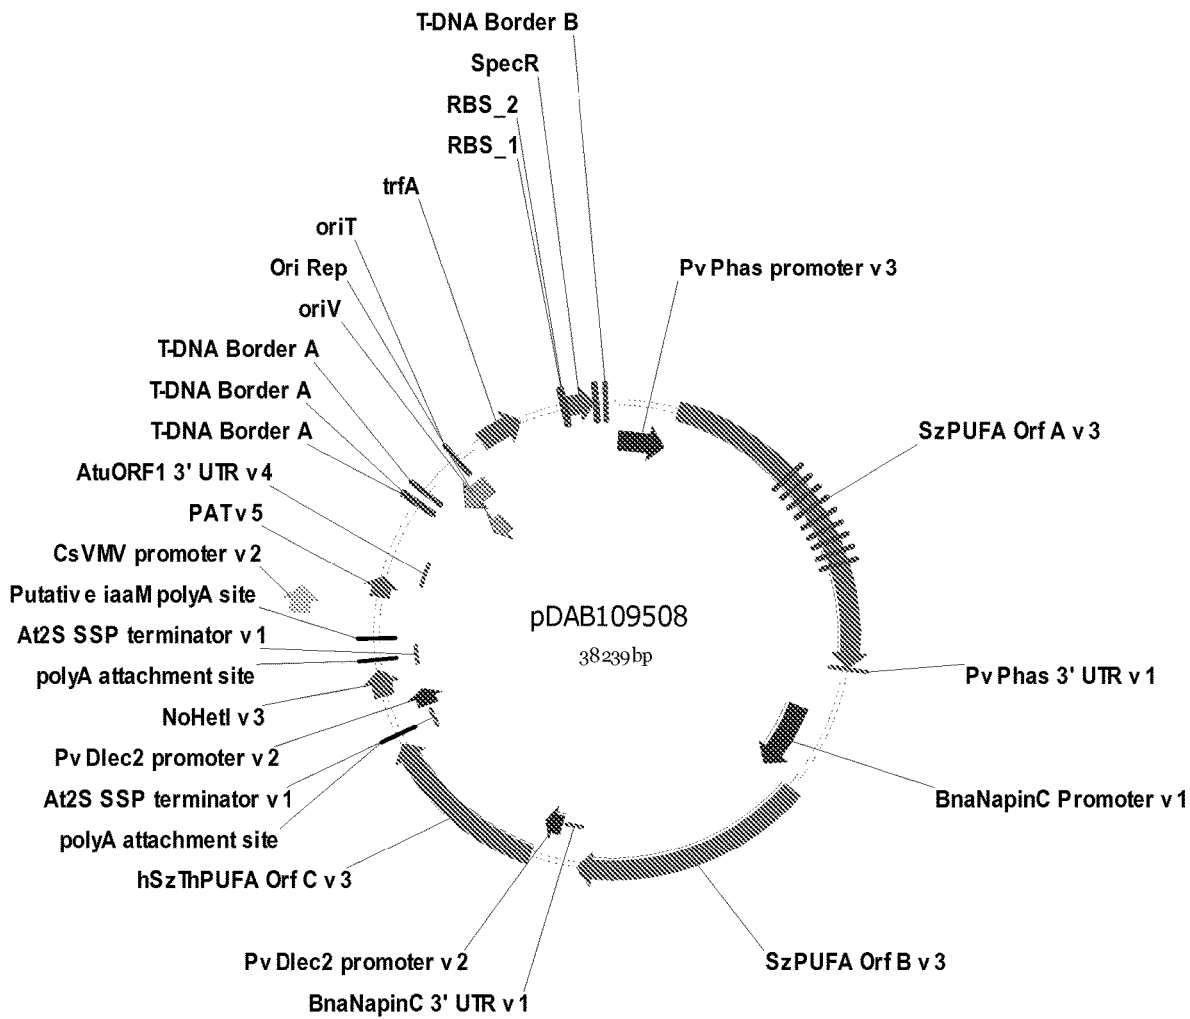 T-DNA Border B
SpecR
RBS_2
RBS_1
trfA
oriT
Ori Rep
oriV
T-DNA Border A
T-DNA Border A
T-DNA Border A
AtuORF1 3' UTR v4
PAT v5
CsVMV promoter v2
Putative iaaM polyA site
At2S SSP terminator v1
polyA attachment site
NoHetI v3
Pv Dlec2 promoter v2
At2S SSP terminator v1
polyA attachment site
hSzThPUFA Orf C v3
Pv Dlec2 promoter v2
BnaNapinC 3' UTR v1
Pv Phas promoter v3
SzPUFA Orf A v3
Pv Phas 3' UTR v1
BnaNapinC Promoter v1
SzPUFA Orf B v3
pDAB109508
38239bp